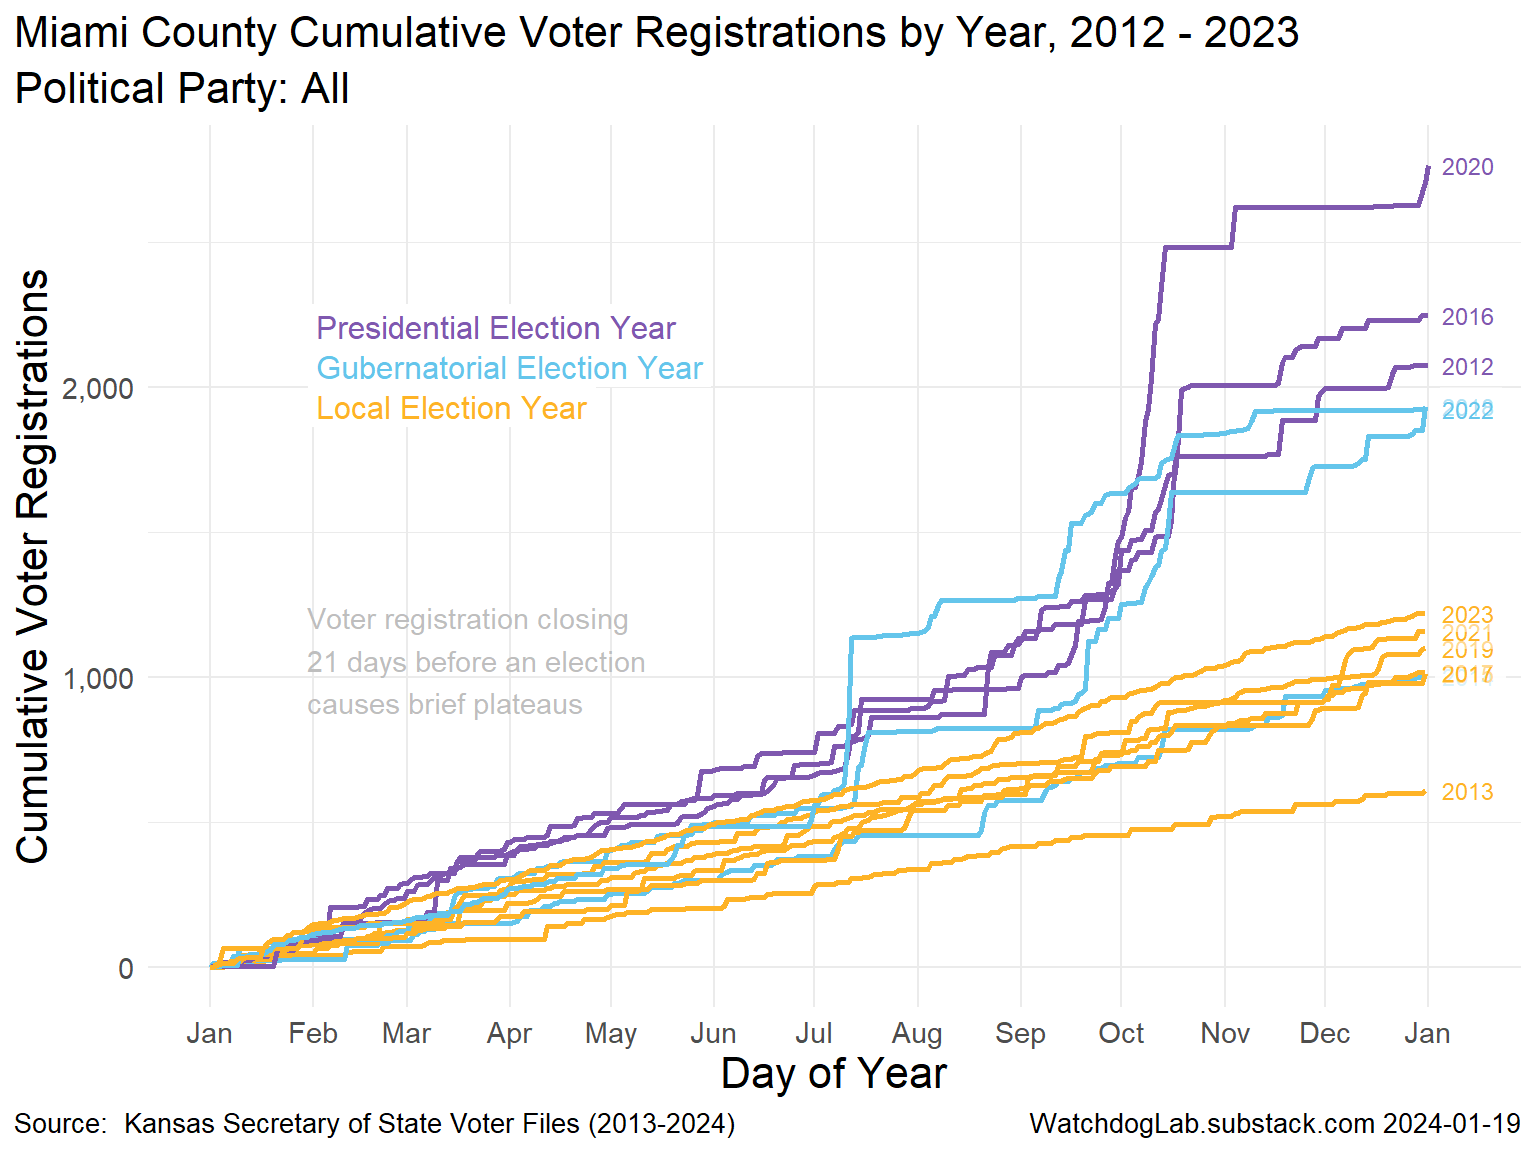 Miami County Cumulative Voter Registrations by Year, 2012 - 2023
Political Party: All
Cumulative Voter Registrations
2020
2016
2012
2022
2023
2021
2019
2017
2013
Presidential Election Year
Gubernatorial Election Year
Local Election Year
Voter registration closing
21 days before an election
causes brief plateaus
2,000
1,000
0
Jan Feb Mar Apr May Jun Jul Aug Sep Oct Nov Dec Jan
Day of Year
Source:  Kansas Secretary of State Voter Files (2013-2024)
WatchdogLab.substack.com 2024-01-19